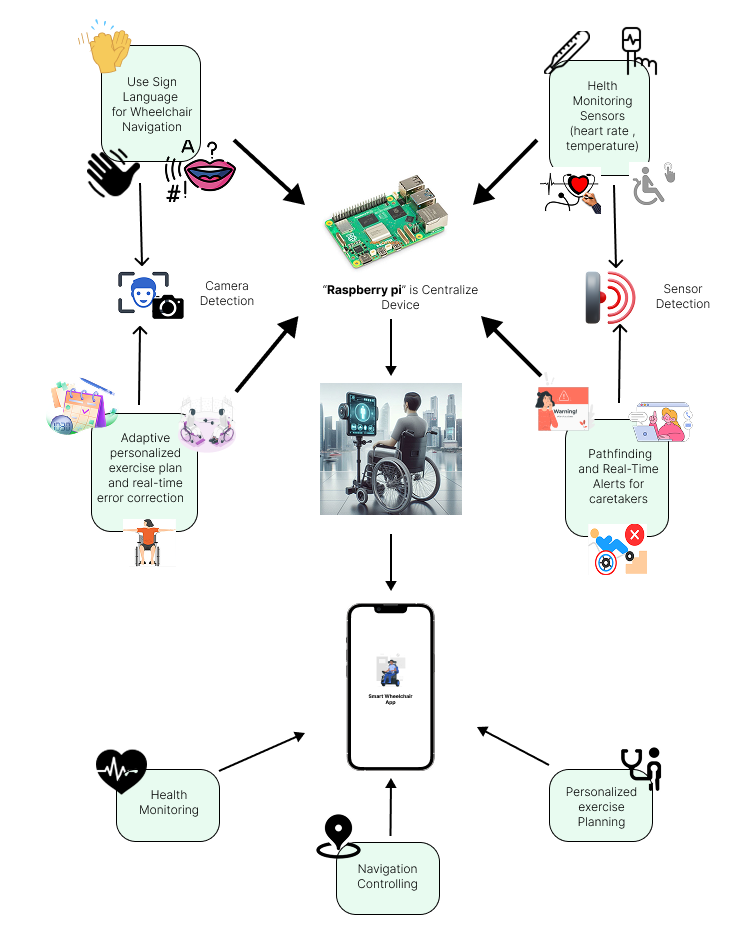 Use Sign
Language
for Wheelchair
Navigation
Helth
Monitoring
Sensors
(heart rate ,
temperature)
A
?
#!
Camera
Detection
“Raspberry pi” is Centralize
Device
Sensor
Detection
Adaptive
personalized
exercise plan
and real-time
error correction
Warning!
Pathfinding
and Real-Time
Alerts for
caretakers
Smart Wheelchair
App
Health
Monitoring
Personalized
exercise
Planning
Navigation
Controlling